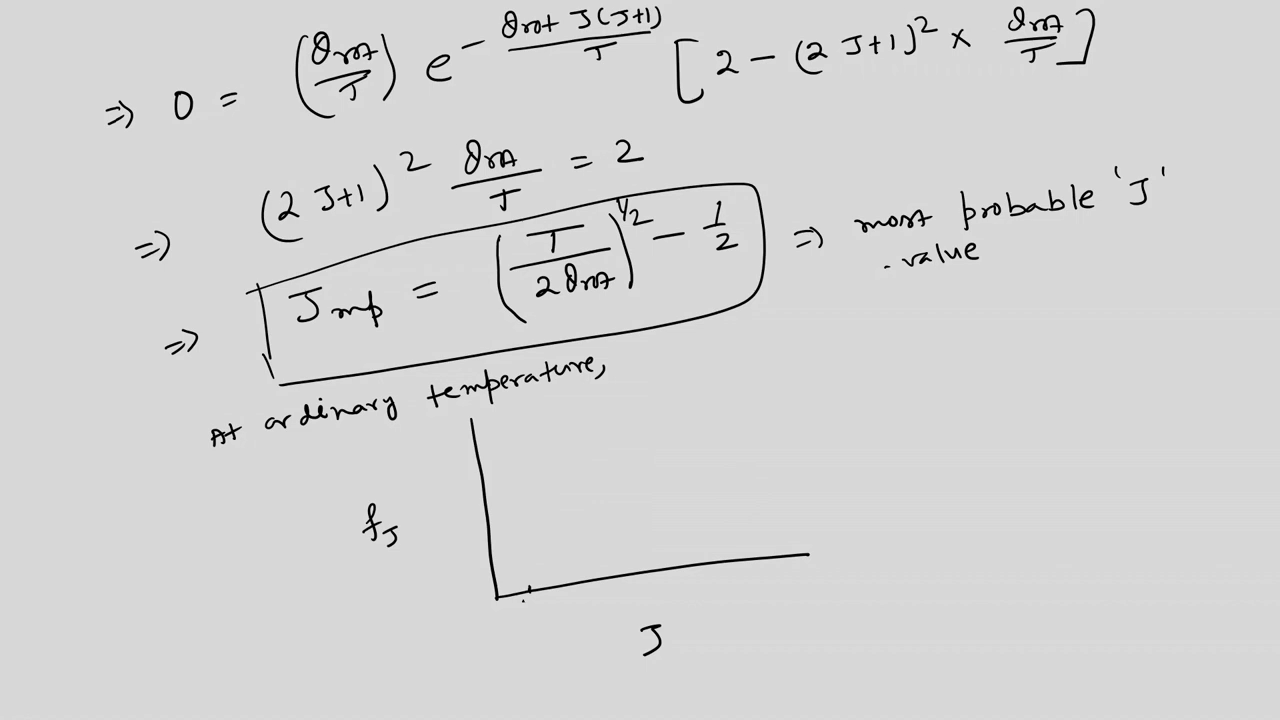 ⇒ 0 = (θrot/T) e^(- θrot J(J+1)/T) [2 - (2J+1)² × θrot/T]
⇒ (2J+1)² θrot/T = 2
⇒ Jmp = (T/2θrot)^1/2 - 1/2 ⇒ most probable 'J'
value
At ordinary temperature,
fJ
J